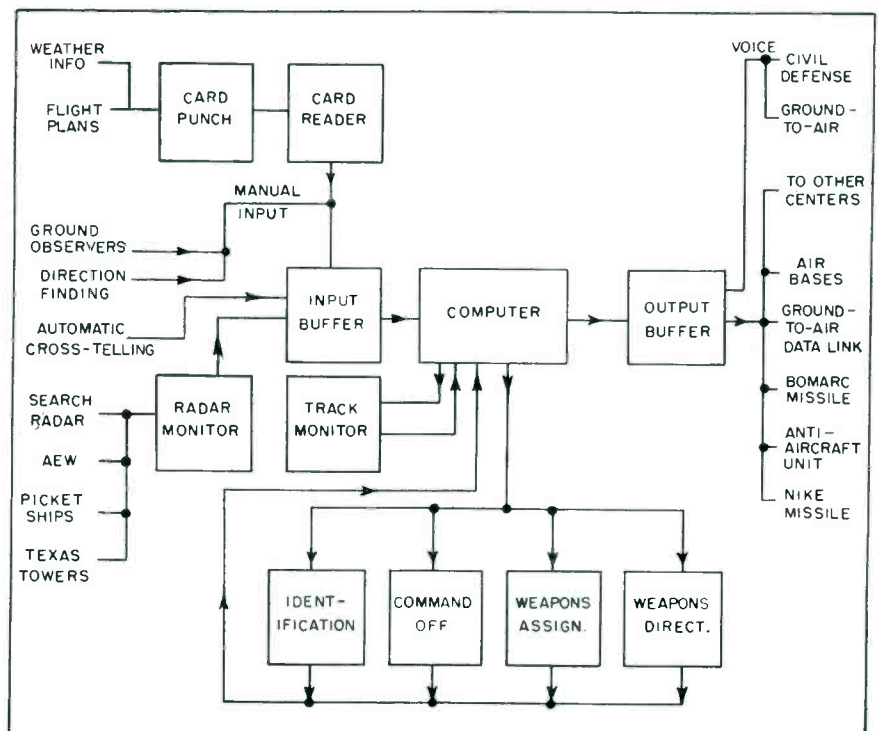 WEATHER
INFO
FLIGHT
PLANS
CARD
PUNCH
CARD
READER
MANUAL
INPUT
GROUND
OBSERVERS
DIRECTION
FINDING
AUTOMATIC
CROSS-TELLING
INPUT
BUFFER
COMPUTER
OUTPUT
BUFFER
SEARCH
RADAR
AEW
PICKET
SHIPS
TEXAS
TOWERS
RADAR
MONITOR
TRACK
MONITOR
IDENT-
IFICATION
COMMAND
OFF
WEAPONS
ASSIGN.
WEAPONS
DIRECT.
VOICE
CIVIL
DEFENSE
GROUND-
TO-AIR
TO OTHER
CENTERS
AIR
BASES
GROUND-
TO-AIR
DATA LINK
BOMARC
MISSILE
ANTI-
AIRCRAFT
UNIT
NIKE
MISSILE